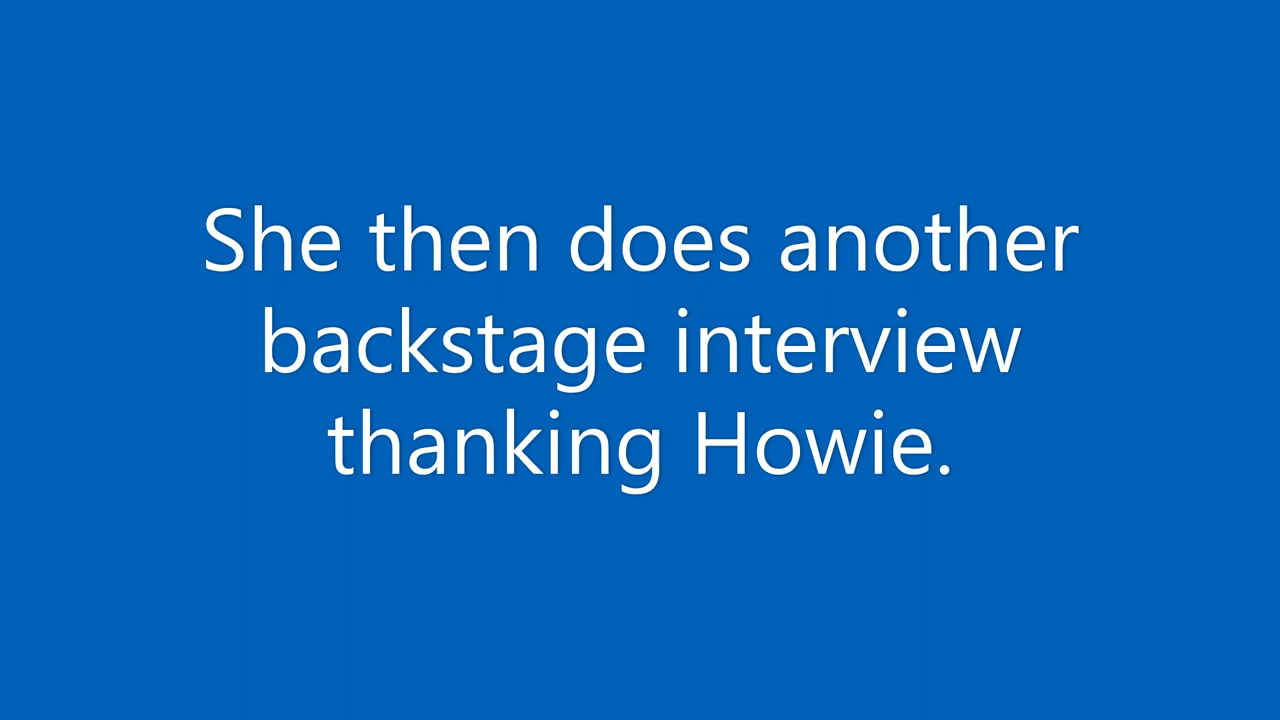 She then does another
backstage interview
thanking Howie.